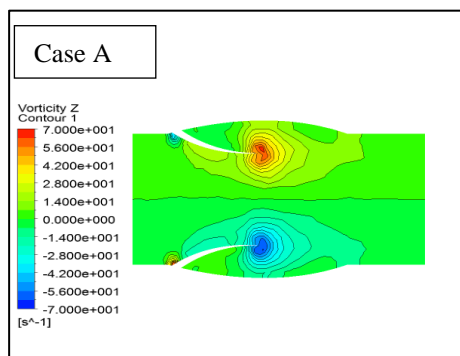 Case A
Vorticity Z
Contour 1
7.000e+001
5.600e+001
4.200e+001
2.800e+001
1.400e+001
0.000e+000
-1.400e+001
-2.800e+001
-4.200e+001
-5.600e+001
-7.000e+001
[s^-1]